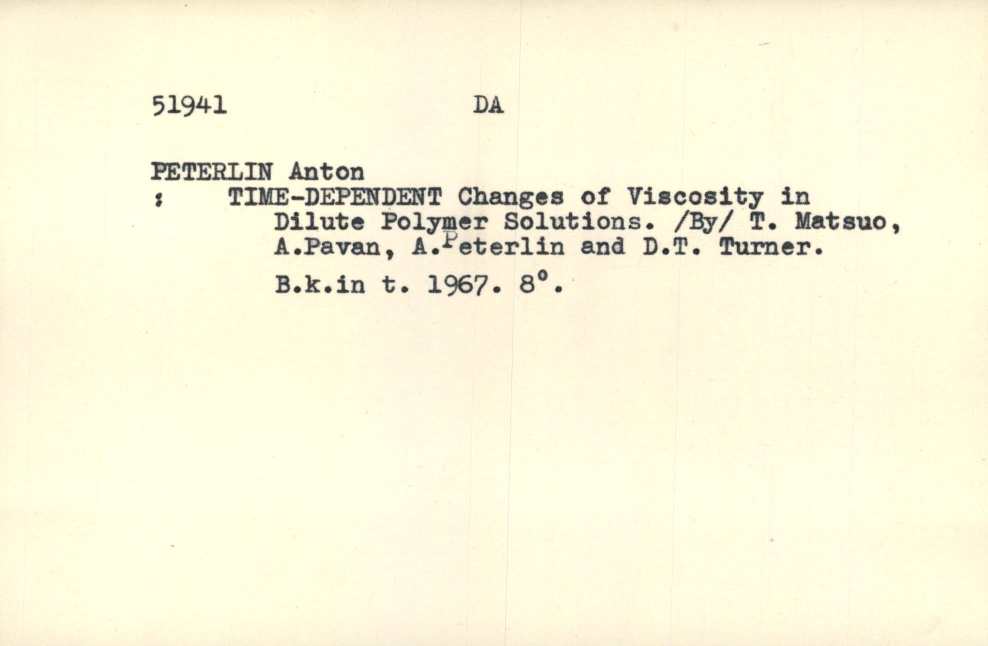 51941 DA
PETERLIN Anton
: TIME-DEPENDENT Changes of Viscosity in
Dilute Polymer Solutions. /By/ T. Matsuo,
A.Pavan, A.Peterlin and D.T. Turner.
B.k.in t. 1967. 8°.